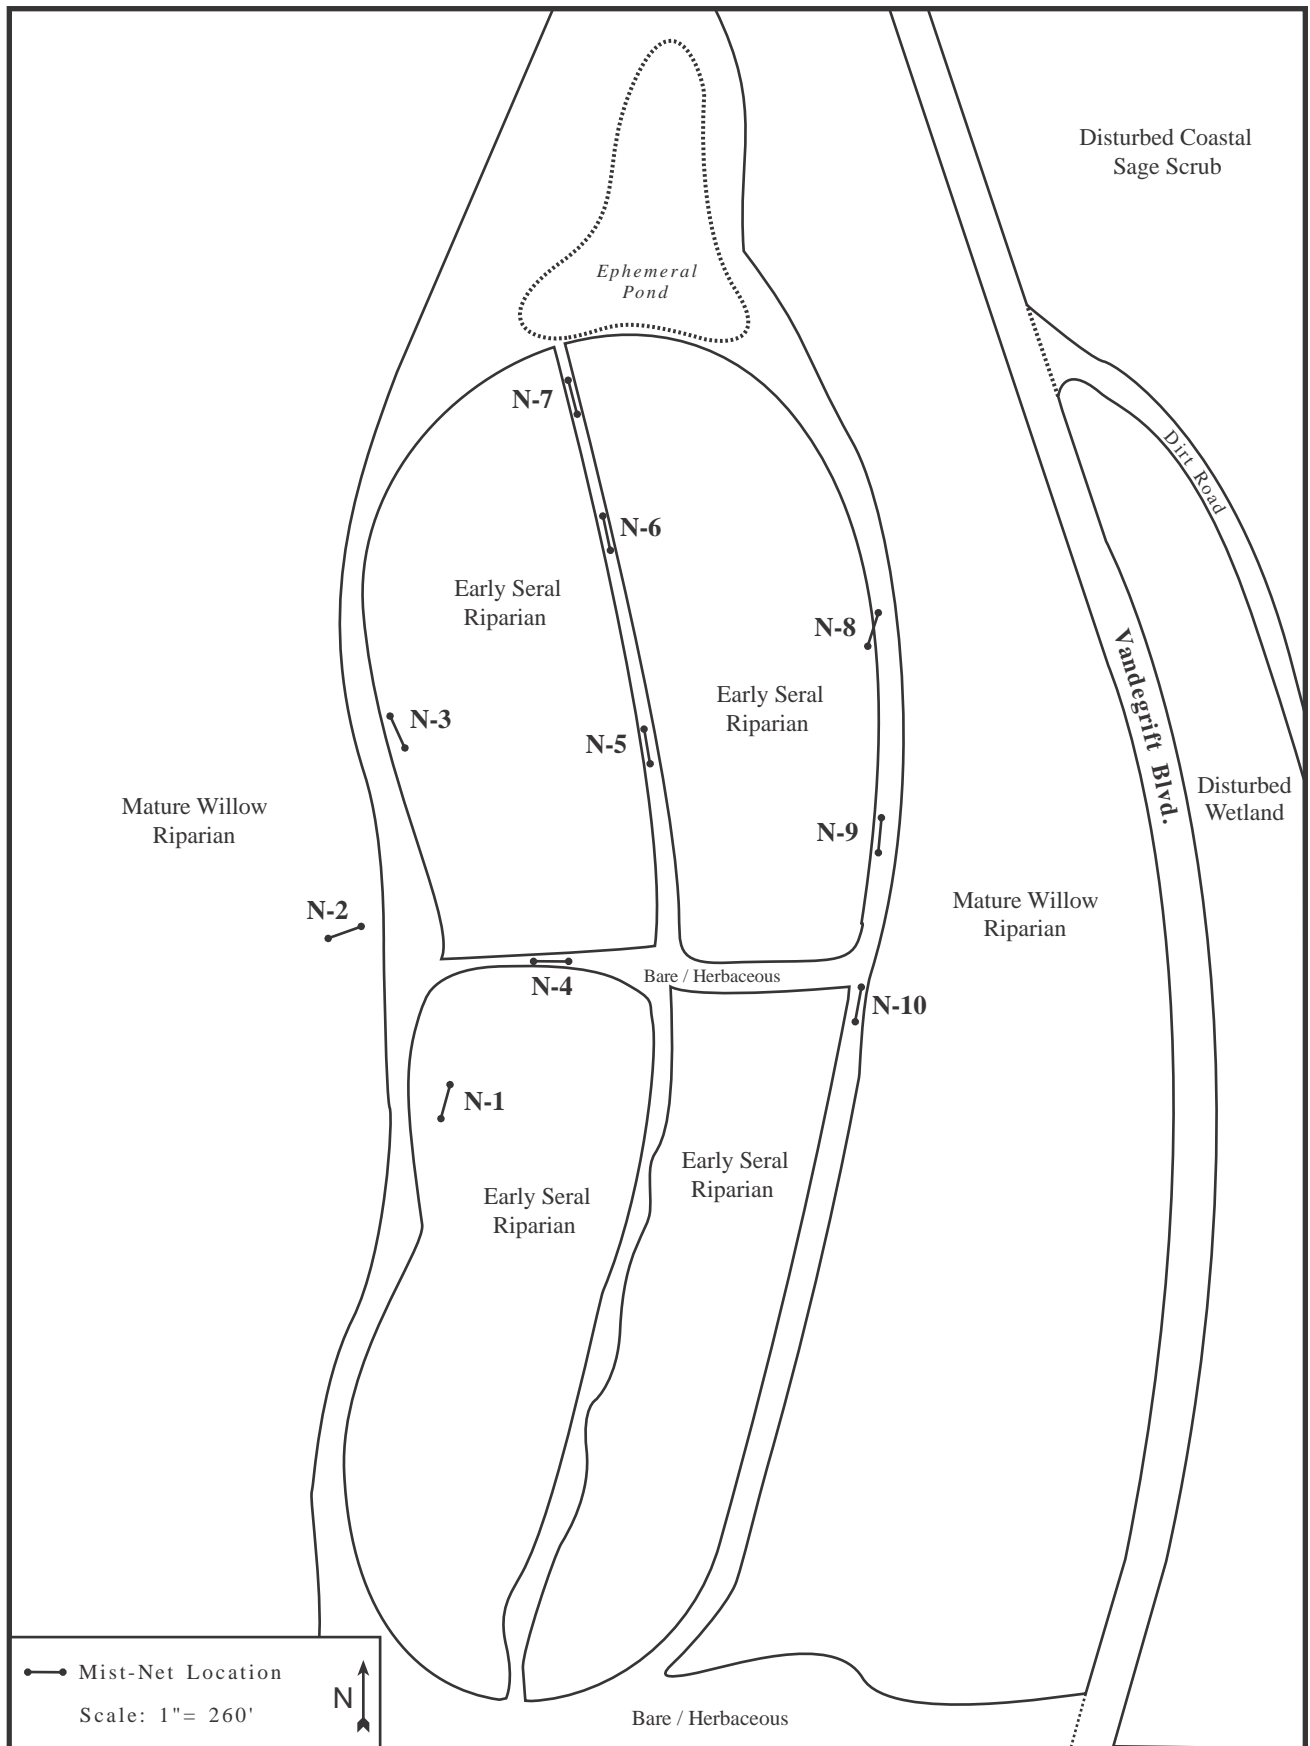 Disturbed Coastal
Sage Scrub
Ephemeral
Pond
N-7
Dirt Road
N-6
Early Seral
Riparian
N-8
Vandegrift Blvd.
Early Seral
Riparian
N-3
N-5
Disturbed
Wetland
Mature Willow
Riparian
N-9
Mature Willow
Riparian
N-2
Bare / Herbaceous
N-4
N-10
N-1
Early Seral
Riparian
Early Seral
Riparian
Mist-Net Location
Scale: 1"= 260'
N
Bare / Herbaceous